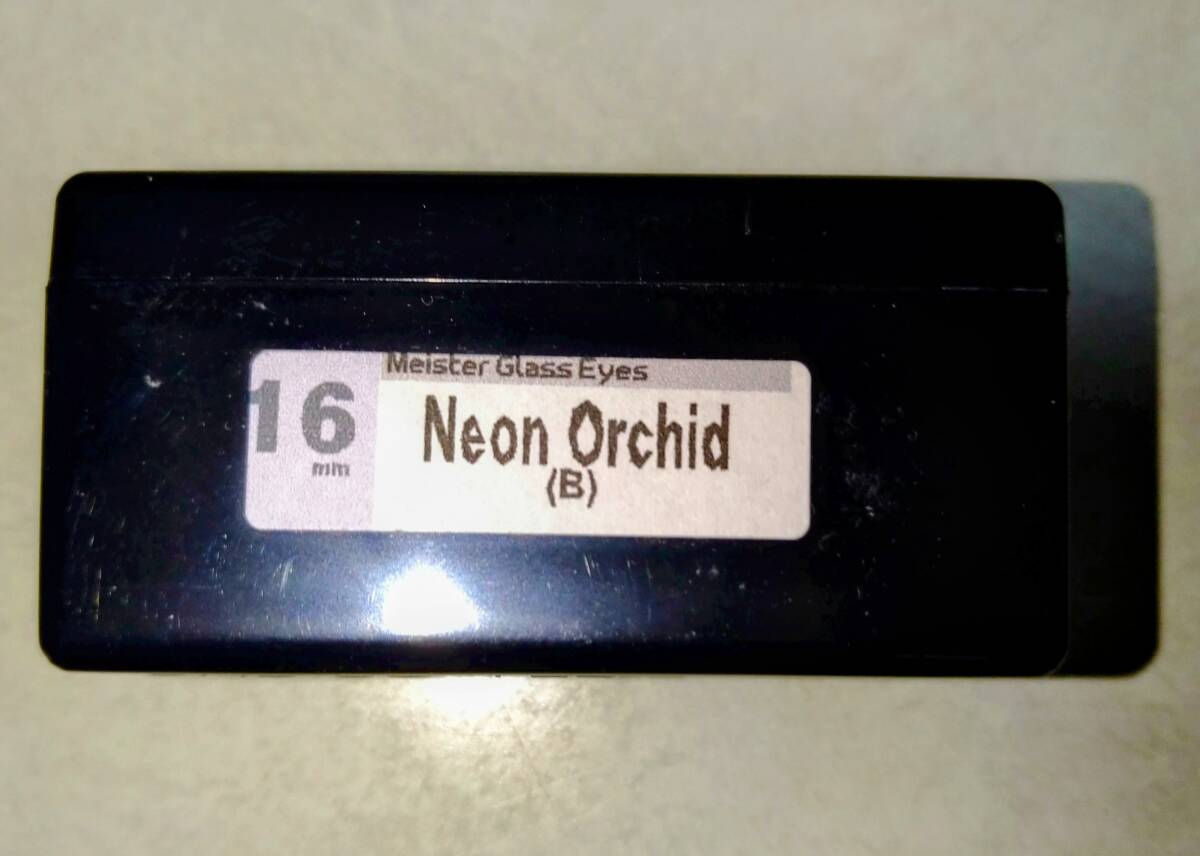 Meister Glass Eyes
16
mm
Neon Orchid
(B)